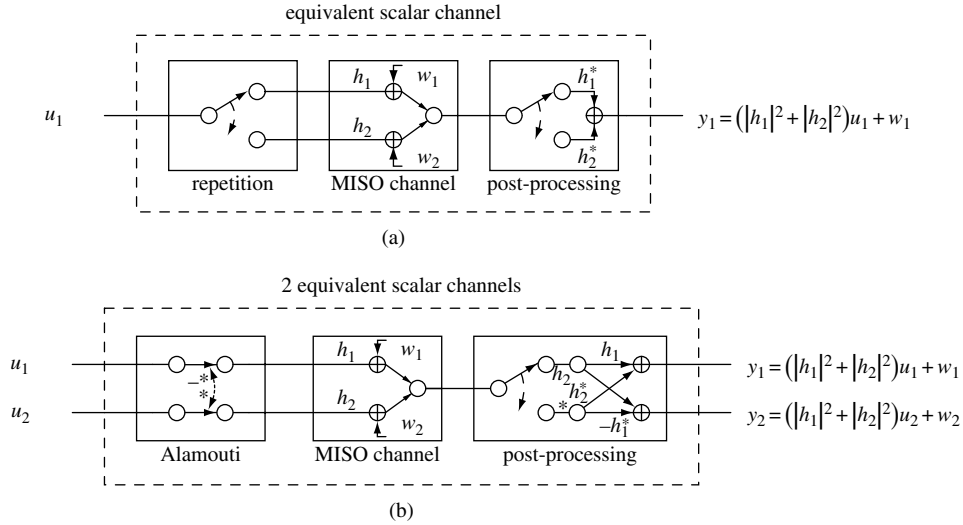 equivalent scalar channel
u₁
h₁
w₁
h₂
w₂
h₁*
h₂*
y₁ = (|h₁|² + |h₂|²)u₁ + w₁
repetition
MISO channel
post-processing
(a)
2 equivalent scalar channels
u₁
u₂
–*
*
h₁
w₁
h₂
w₂
h₁
h₂
h₂*
*
–h₁*
y₁ = (|h₁|² + |h₂|²)u₁ + w₁
y₂ = (|h₁|² + |h₂|²)u₂ + w₂
Alamouti
MISO channel
post-processing
(b)